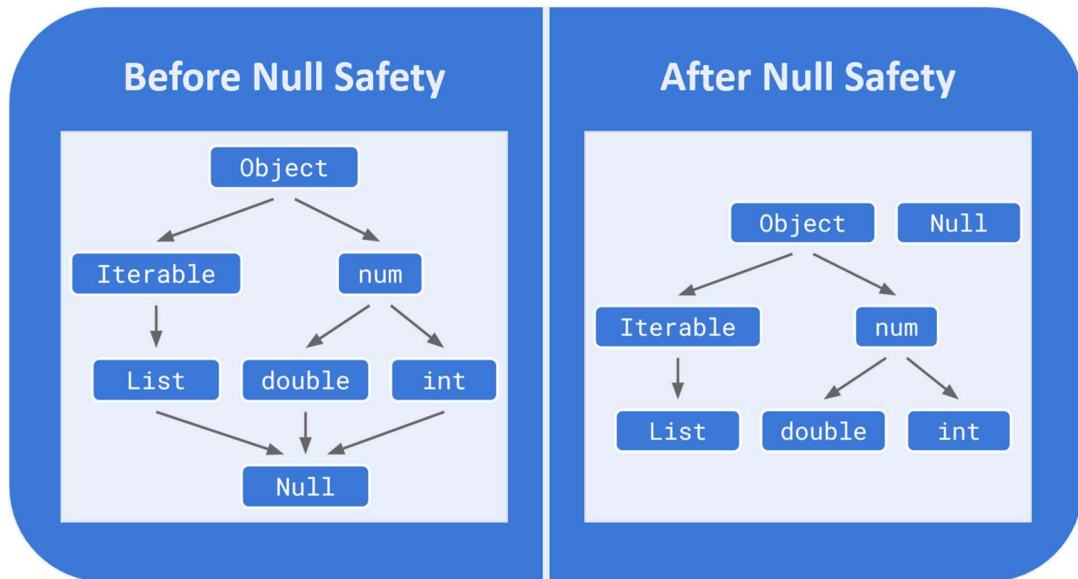 Before Null Safety
Object
Iterable num
List double int
Null
After Null Safety
Object Null
Iterable num
List double int